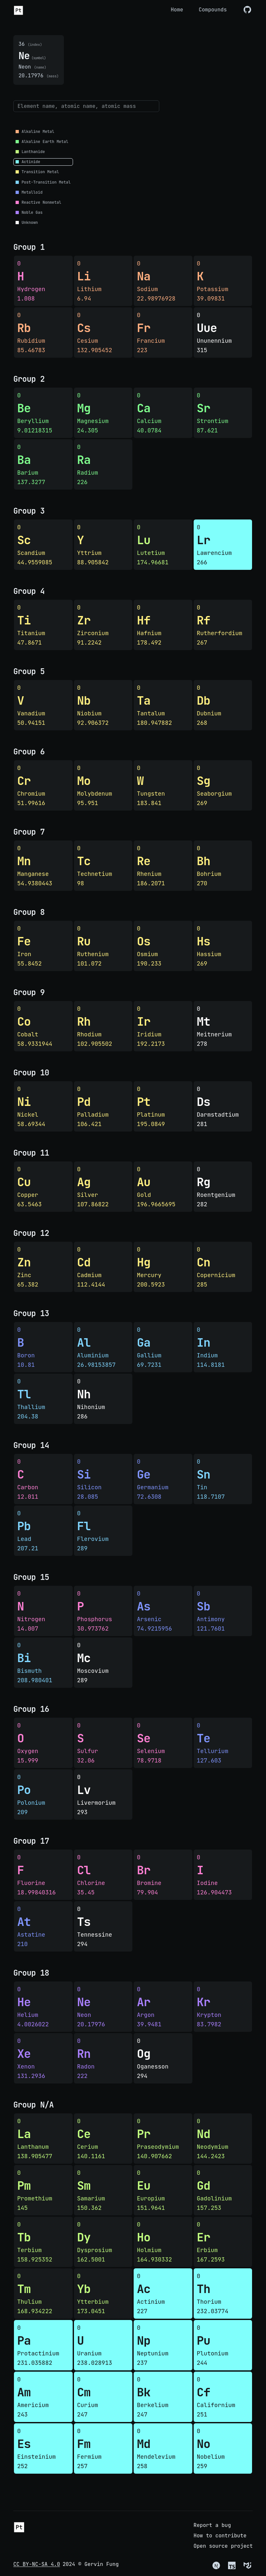 Pt
Home Compounds
36 (index)
Ne (symbol)
Neon (name)
20.17976 (mass)
Element name, atomic name, atomic mass
Alkaline Metal
Alkaline Earth Metal
Lanthanide
Actinide
Transition Metal
Post-Transition Metal
Metalloid
Reactive Nonmetal
Noble Gas
Unknown
Group 1
0 0 0 0
H Li Na K
Hydrogen Lithium Sodium Potassium
1.008 6.94 22.98976928 39.09831
0 0 0 0
Rb Cs Fr Uue
Rubidium Cesium Francium Ununennium
85.46783 132.905452 223 315
Group 2
0 0 0 0
Be Mg Ca Sr
Beryllium Magnesium Calcium Strontium
9.01218315 24.305 40.0784 87.621
0 0
Ba Ra
Barium Radium
137.3277 226
Group 3
0 0 0 0
Sc Y Lu Lr
Scandium Yttrium Lutetium Lawrencium
44.9559085 88.905842 174.96681 266
Group 4
0 0 0 0
Ti Zr Hf Rf
Titanium Zirconium Hafnium Rutherfordium
47.8671 91.2242 178.492 267
Group 5
0 0 0 0
V Nb Ta Db
Vanadium Niobium Tantalum Dubnium
50.94151 92.906372 180.947882 268
Group 6
0 0 0 0
Cr Mo W Sg
Chromium Molybdenum Tungsten Seaborgium
51.99616 95.951 183.841 269
Group 7
0 0 0 0
Mn Tc Re Bh
Manganese Technetium Rhenium Bohrium
54.9380443 98 186.2071 270
Group 8
0 0 0 0
Fe Ru Os Hs
Iron Ruthenium Osmium Hassium
55.8452 101.072 190.233 269
Group 9
0 0 0 0
Co Rh Ir Mt
Cobalt Rhodium Iridium Meitnerium
58.9331944 102.905502 192.2173 278
Group 10
0 0 0 0
Ni Pd Pt Ds
Nickel Palladium Platinum Darmstadtium
58.69344 106.421 195.0849 281
Group 11
0 0 0 0
Cu Ag Au Rg
Copper Silver Gold Roentgenium
63.5463 107.86822 196.9665695 282
Group 12
0 0 0 0
Zn Cd Hg Cn
Zinc Cadmium Mercury Copernicium
65.382 112.4144 200.5923 285
Group 13
0 0 0 0
B Al Ga In
Boron Aluminium Gallium Indium
10.81 26.98153857 69.7231 114.8181
0 0
Tl Nh
Thallium Nihonium
204.38 286
Group 14
0 0 0 0
C Si Ge Sn
Carbon Silicon Germanium Tin
12.011 28.085 72.6308 118.7107
0 0
Pb Fl
Lead Flerovium
207.21 289
Group 15
0 0 0 0
N P As Sb
Nitrogen Phosphorus Arsenic Antimony
14.007 30.973762 74.9215956 121.7601
0 0
Bi Mc
Bismuth Moscovium
208.980401 289
Group 16
0 0 0 0
O S Se Te
Oxygen Sulfur Selenium Tellurium
15.999 32.06 78.9718 127.603
0 0
Po Lv
Polonium Livermorium
209 293
Group 17
0 0 0 0
F Cl Br I
Fluorine Chlorine Bromine Iodine
18.99840316 35.45 79.904 126.904473
0 0
At Ts
Astatine Tennessine
210 294
Group 18
0 0 0 0
He Ne Ar Kr
Helium Neon Argon Krypton
4.0026022 20.17976 39.9481 83.7982
0 0 0
Xe Rn Og
Xenon Radon Oganesson
131.2936 222 294
Group N/A
0 0 0 0
La Ce Pr Nd
Lanthanum Cerium Praseodymium Neodymium
138.905477 140.1161 140.907662 144.2423
0 0 0 0
Pm Sm Eu Gd
Promethium Samarium Europium Gadolinium
145 150.362 151.9641 157.253
0 0 0 0
Tb Dy Ho Er
Terbium Dysprosium Holmium Erbium
158.925352 162.5001 164.930332 167.2593
0 0 0 0
Tm Yb Ac Th
Thulium Ytterbium Actinium Thorium
168.934222 173.0451 227 232.03774
0 0 0 0
Pa U Np Pu
Protactinium Uranium Neptunium Plutonium
231.035882 238.028913 237 244
0 0 0 0
Am Cm Bk Cf
Americium Curium Berkelium Californium
243 247 247 251
0 0 0 0
Es Fm Md No
Einsteinium Fermium Mendelevium Nobelium
252 257 258 259
Pt
Report a bug
How to contribute
Open source project
CC BY-NC-SA 4.0 2024 © Gervin Fung
N TS